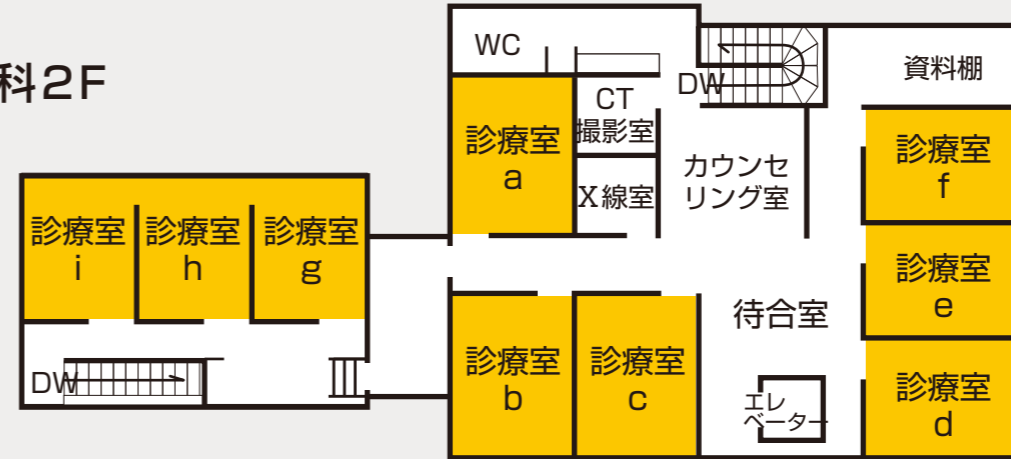 科2F
WC
DW
資料棚
CT
撮影室
診療室
a
X線室
カウンセ
リング室
診療室
f
診療室
i
診療室
h
診療室
g
診療室
e
待合室
DW
診療室
b
診療室
c
エレ
ベーター
診療室
d